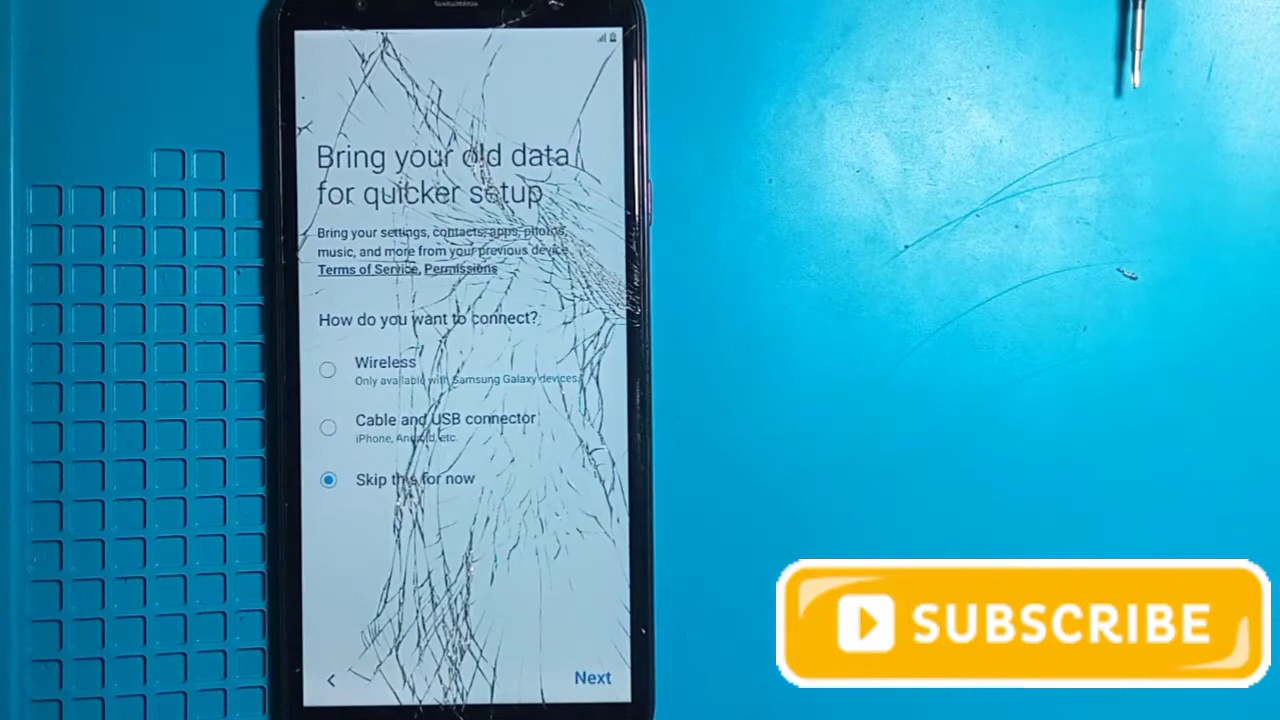 Bring your old data
for quicker setup
Bring your settings, contacts, apps, photos,
music, and more from your previous device.
Terms of Service, Permissions
How do you want to connect?
Wireless
Only available with Samsung Galaxy devices.
Cable and USB connector
iPhone, Android, etc.
Skip this for now
Next
SUBSCRIBE